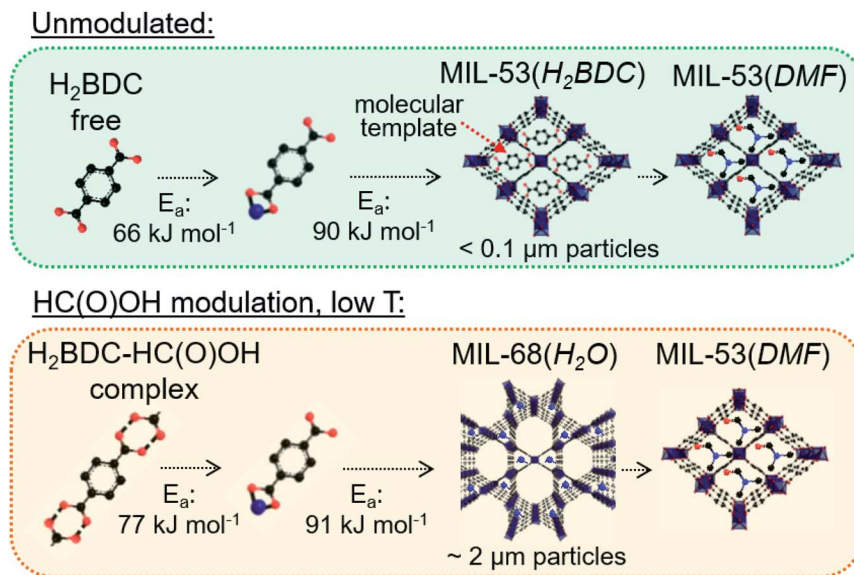 Unmodulated:
H₂BDC
free
Eₐ:
66 kJ mol⁻¹
Eₐ:
90 kJ mol⁻¹
MIL-53(H₂BDC)
molecular
template
< 0.1 µm particles
MIL-53(DMF)
HC(O)OH modulation, low T:
H₂BDC-HC(O)OH
complex
Eₐ:
77 kJ mol⁻¹
Eₐ:
91 kJ mol⁻¹
MIL-68(H₂O)
~ 2 µm particles
MIL-53(DMF)